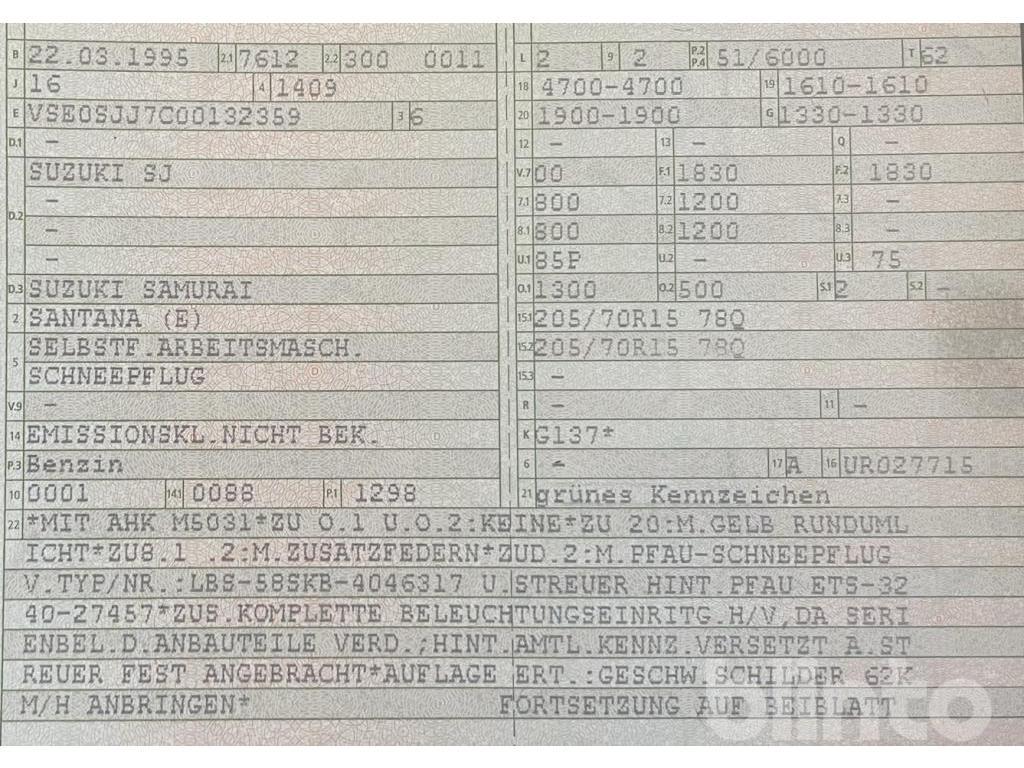 B 22.03.1995 2.1 7612 2.2 300 0011
J 16 4 1409
E VSE0SJJ7C00132359 3 6
D.1 –
SUZUKI SJ
–
D.2 –
–
D.3 SUZUKI SAMURAI
2 SANTANA (E)
5 SELBSTF.ARBEITSMASCH.
SCHNEEPFLUG
V.9 –
14 EMISSIONSKL.NICHT BEK.
P.3 Benzin
10 0001 14.1 0088 P.1 1298
L 2 9 2 P.2 P.4 51/6000 T 62
18 4700-4700 19 1610-1610
20 1900-1900 G 1330-1330
12 – 13 – Q –
V.7 00 F.1 1830 F.2 1830
7.1 800 7.2 1200 7.3 –
8.1 800 8.2 1200 8.3 –
U.1 85P U.2 – U.3 75
O.1 1300 O.2 500 S.1 2 S.2 –
15.1 205/70R15 78Q
15.2 205/70R15 78Q
15.3 –
R – 11 –
K G137*
6 – 17 A 16 UR027715
21 grünes Kennzeichen
22 *MIT AHK M5031*ZU O.1 U.O.2:KEINE*ZU 20:M.GELB RUNDUML
ICHT*ZU8.1 .2:M.ZUSATZFEDERN*ZUD.2:M.PFAU-SCHNEEPFLUG
V.TYP/NR.:LBS-58SKB-4046317 U.STREUER HINT.PFAU ETS-32
40-27457*ZUS.KOMPLETTE BELEUCHTUNGSEINRITG.H/V,DA SERI
ENBEL.D.ANBAUTEILE VERD.;HINT.AMTL.KENNZ.VERSETZT A.ST
REUER FEST ANGEBRACHT*AUFLAGE ERT.:GESCHW.SCHILDER 62K
M/H ANBRINGEN* FORTSETZUNG AUF BEIBLATT
blinto